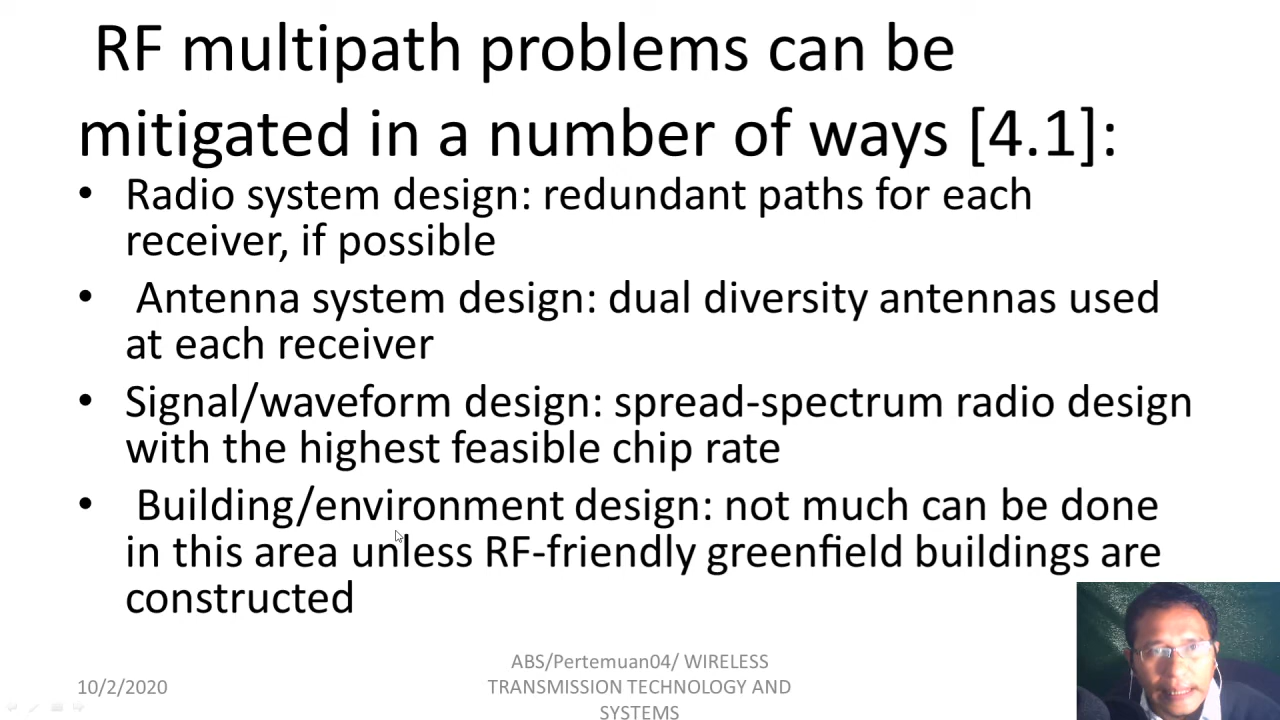 RF multipath problems can be
mitigated in a number of ways [4.1]:
• Radio system design: redundant paths for each
receiver, if possible
• Antenna system design: dual diversity antennas used
at each receiver
• Signal/waveform design: spread-spectrum radio design
with the highest feasible chip rate
• Building/environment design: not much can be done
in this area unless RF-friendly greenfield buildings are
constructed
10/2/2020
ABS/Pertemuan04/ WIRELESS
TRANSMISSION TECHNOLOGY AND
SYSTEMS